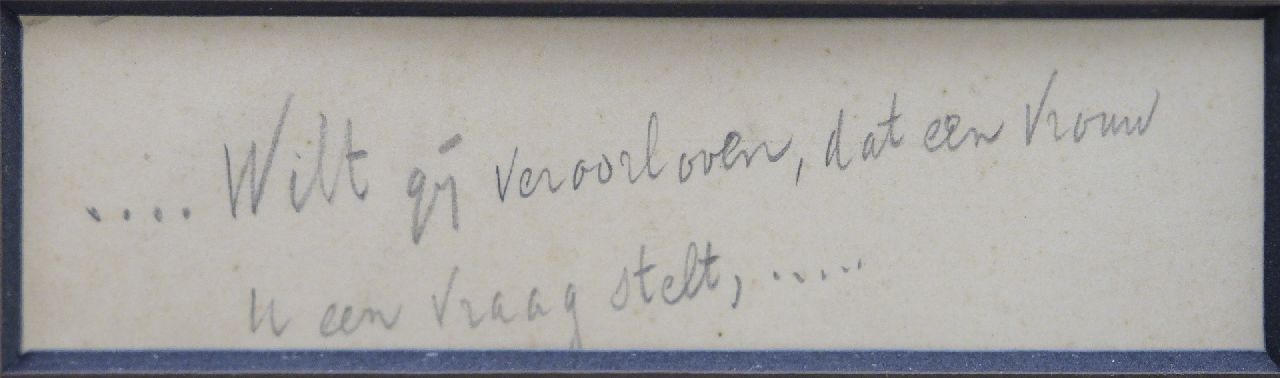 .... Wilt gij veroorloven, dat een vrouw
u een vraag stelt, .....